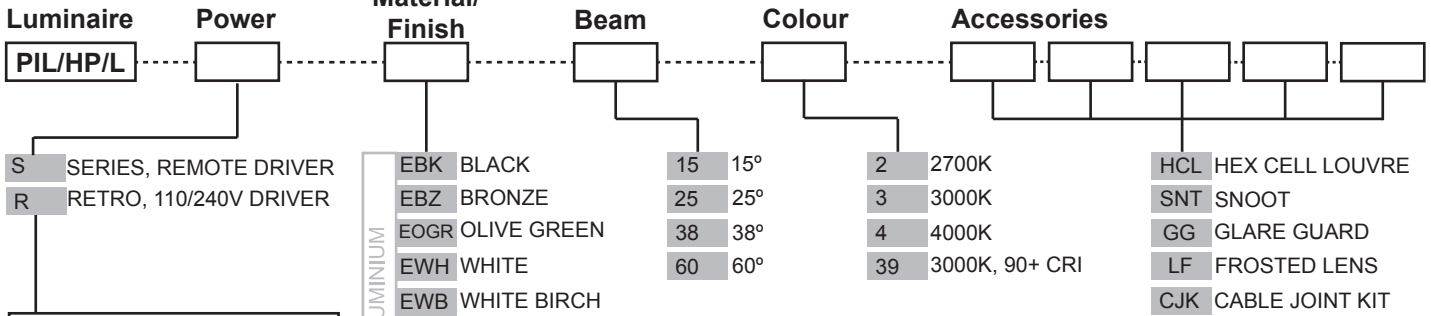 Luminaire Power Material/ Finish Beam Colour Accessories
PIL/HP/L
S SERIES, REMOTE DRIVER
R RETRO, 110/240V DRIVER
EBK BLACK
EBZ BRONZE
EOGR OLIVE GREEN
EWH WHITE
EWB WHITE BIRCH
15 15º
25 25º
38 38º
60 60º
2 2700K
3 3000K
4 4000K
39 3000K, 90+ CRI
HCL HEX CELL LOUVRE
SNT SNOOT
GG GLARE GUARD
LF FROSTED LENS
CJK CABLE JOINT KIT